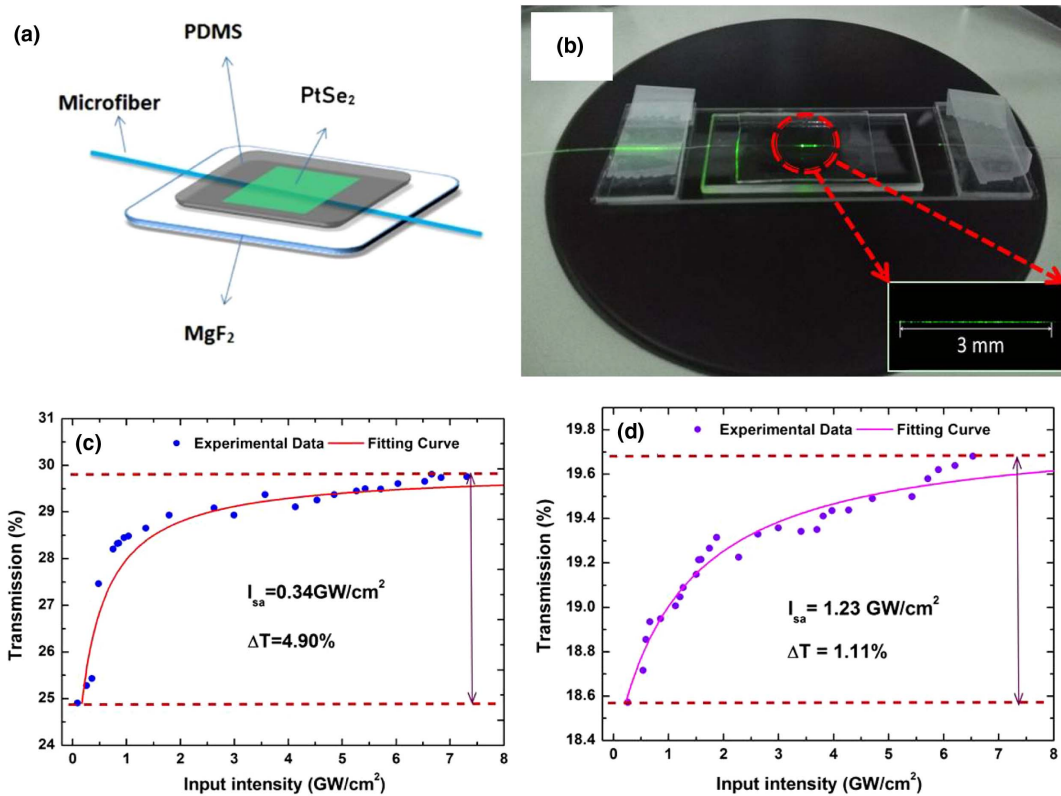 (a)
PDMS
PtSe₂
Microfiber
MgF₂
(b)
3 mm
(c)
Experimental Data
Fitting Curve
31
30
29
28
27
26
25
24
Transmission (%)
I_sa=0.34GW/cm²
ΔT=4.90%
0 1 2 3 4 5 6 7 8
Input intensity (GW/cm²)
(d)
Experimental Data
Fitting Curve
19.8
19.6
19.4
19.2
19.0
18.8
18.6
18.4
Transmission (%)
I_sa= 1.23 GW/cm²
ΔT = 1.11%
0 1 2 3 4 5 6 7 8
Input intensity (GW/cm²)